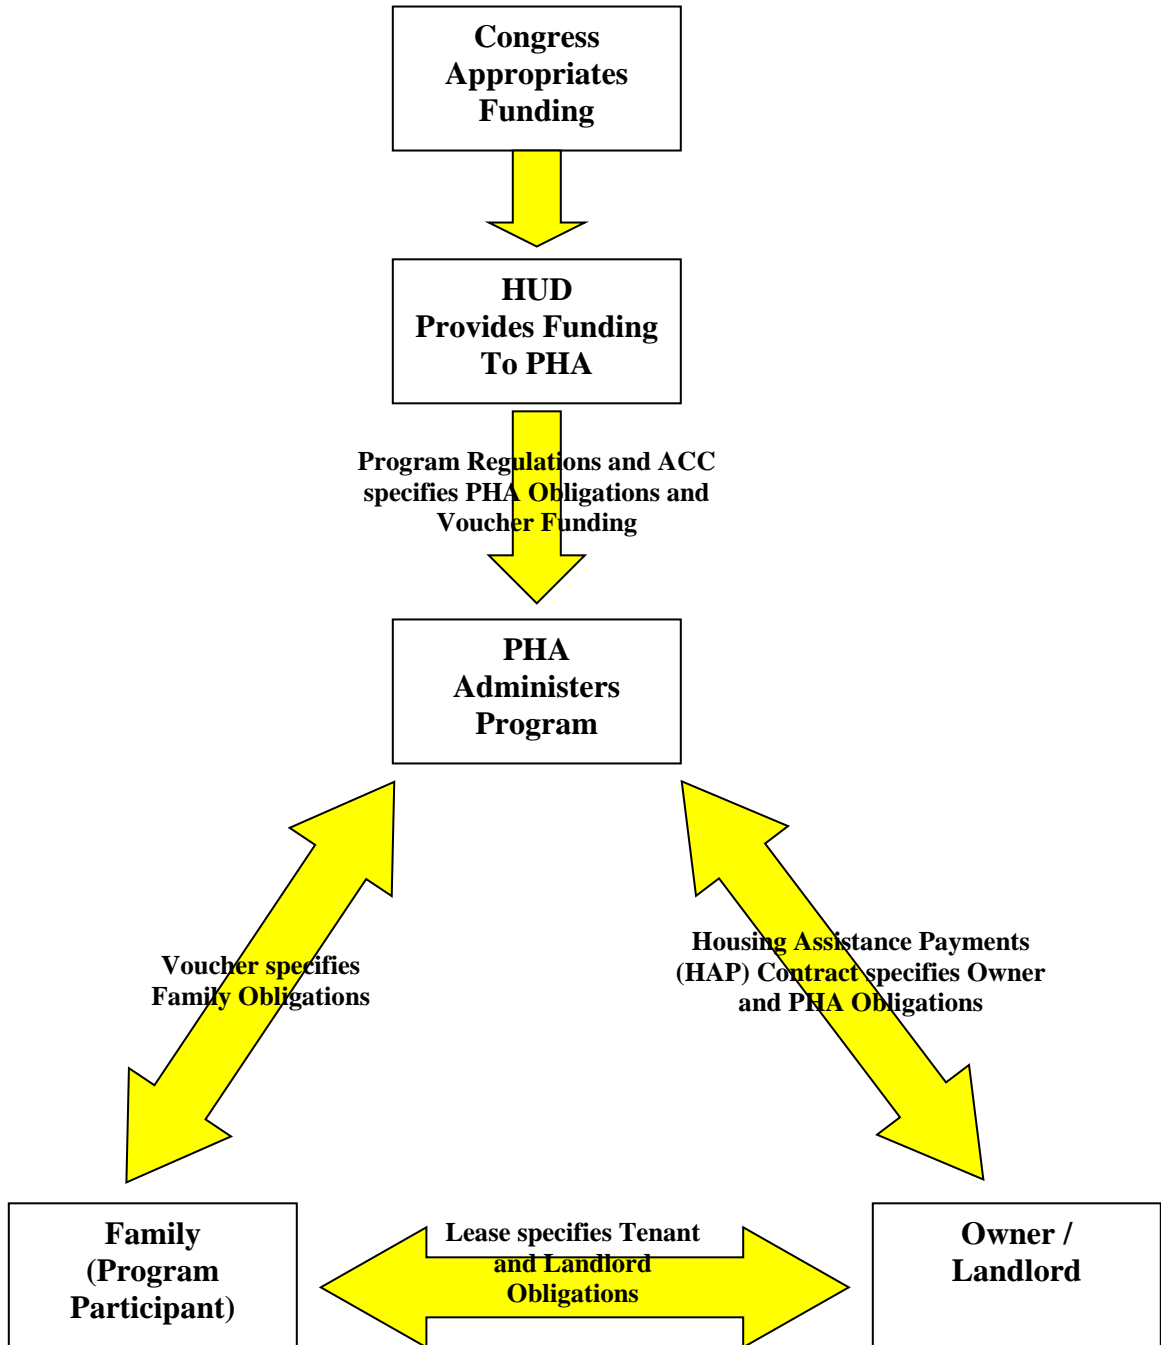 Congress
Appropriates
Funding
HUD
Provides Funding
To PHA
Program Regulations and ACC
specifies PHA Obligations and
Voucher Funding
PHA
Administers
Program
Voucher specifies
Family Obligations
Housing Assistance Payments
(HAP) Contract specifies Owner
and PHA Obligations
Family
(Program
Participant)
Lease specifies Tenant
and Landlord
Obligations
Owner /
Landlord